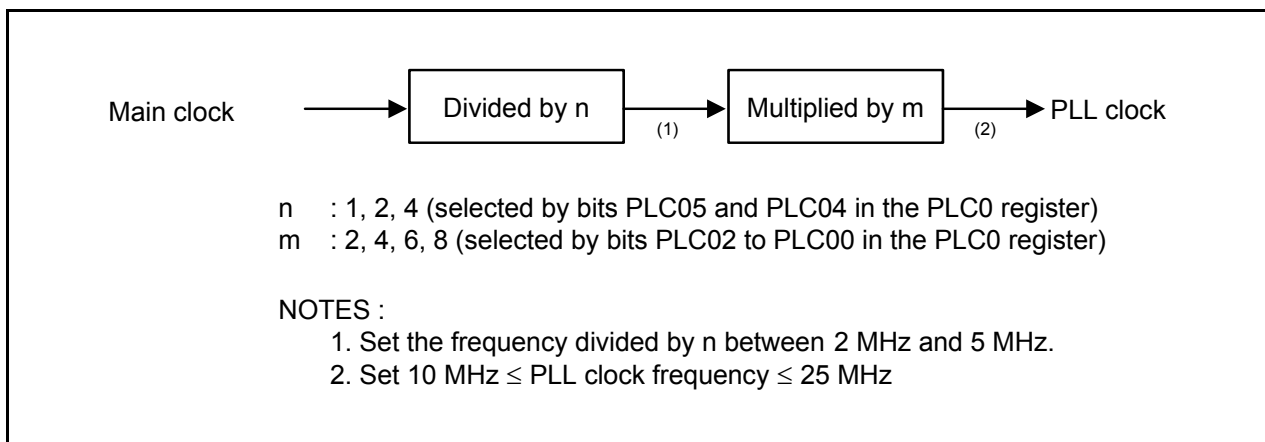 Main clock
Divided by n
(1)
Multiplied by m
(2)
PLL clock
n : 1, 2, 4 (selected by bits PLC05 and PLC04 in the PLC0 register)
m : 2, 4, 6, 8 (selected by bits PLC02 to PLC00 in the PLC0 register)
NOTES :
1. Set the frequency divided by n between 2 MHz and 5 MHz.
2. Set 10 MHz ≤ PLL clock frequency ≤ 25 MHz